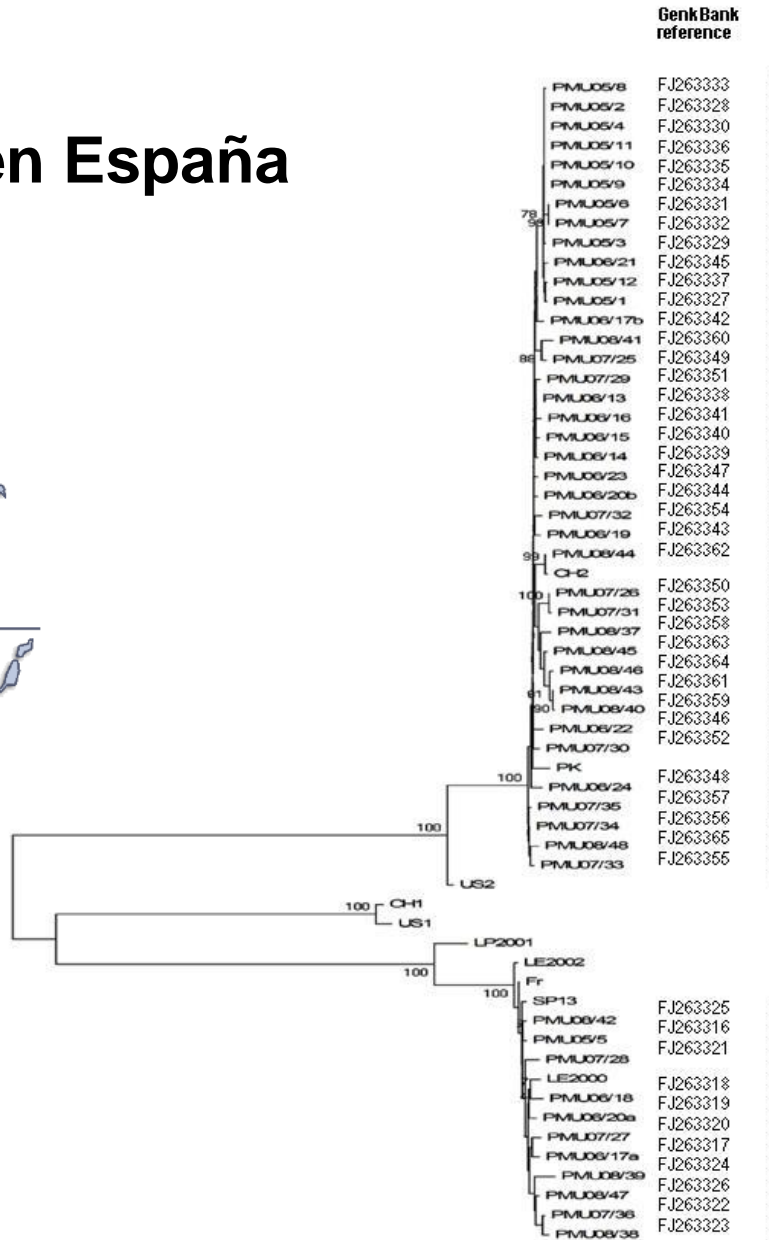 GenkBank
reference
en España
PMU05/8 FJ263333
PMU05/2 FJ263328
PMU05/4 FJ263330
PMU05/11 FJ263336
PMU05/10 FJ263335
PMU05/9 FJ263334
PMU05/6 FJ263331
78
PMU05/7 FJ263332
PMU05/3 FJ263329
PMU06/21 FJ263345
PMU05/12 FJ263337
PMU05/1 FJ263327
PMU06/17b FJ263342
PMU08/41 FJ263360
88 PMU07/25 FJ263349
PMU07/29 FJ263351
PMU06/13 FJ263338
PMU06/16 FJ263341
PMU06/15 FJ263340
PMU06/14 FJ263339
PMU06/23 FJ263347
PMU06/20b FJ263344
PMU07/32 FJ263354
PMU06/19 FJ263343
99 PMU08/44 FJ263362
CH2
100 PMU07/26 FJ263350
PMU07/31 FJ263353
PMU08/37 FJ263358
PMU08/45 FJ263363
PMU08/46 FJ263364
PMU08/43 FJ263361
90 PMU08/40 FJ263359
PMU06/22 FJ263346
PMU07/30 FJ263352
PK
100 PMU06/24 FJ263348
PMU07/35 FJ263357
100 PMU07/34 FJ263356
PMU08/48 FJ263365
PMU07/33 FJ263355
US2
100 CH1
US1
LP2001
LE2002
100
Fr
100 SP13
PMU08/42 FJ263325
PMU05/5 FJ263316
PMU07/28 FJ263321
LE2000
PMU06/18 FJ263318
PMU06/20a FJ263319
PMU07/27 FJ263320
PMU06/17a FJ263317
PMU08/39 FJ263324
PMU08/47 FJ263326
PMU07/36 FJ263322
PMU08/38 FJ263323